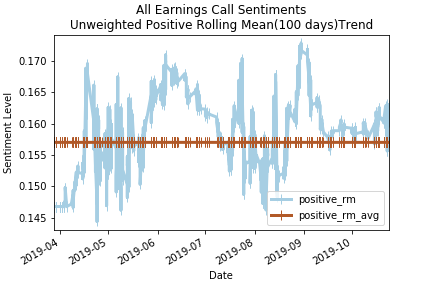 All Earnings Call Sentiments
Unweighted Positive Rolling Mean(100 days)Trend
0.170
0.165
0.160
0.155
0.150
0.145
Sentiment Level
positive_rm
positive_rm_avg
2019-04
2019-05
2019-06
2019-07
2019-08
2019-09
2019-10
Date